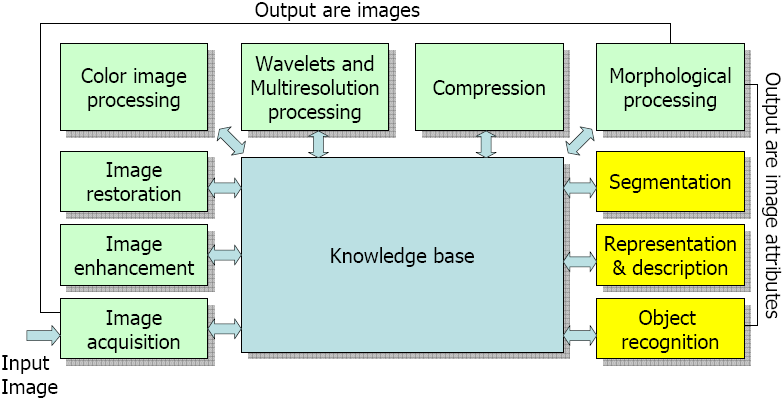 Output are images
Color image
processing
Wavelets and
Multiresolution
processing
Compression
Morphological
processing
Output are image attributes
Image
restoration
Segmentation
Image
enhancement
Knowledge base
Representation
& description
Image
acquisition
Object
recognition
Input
Image